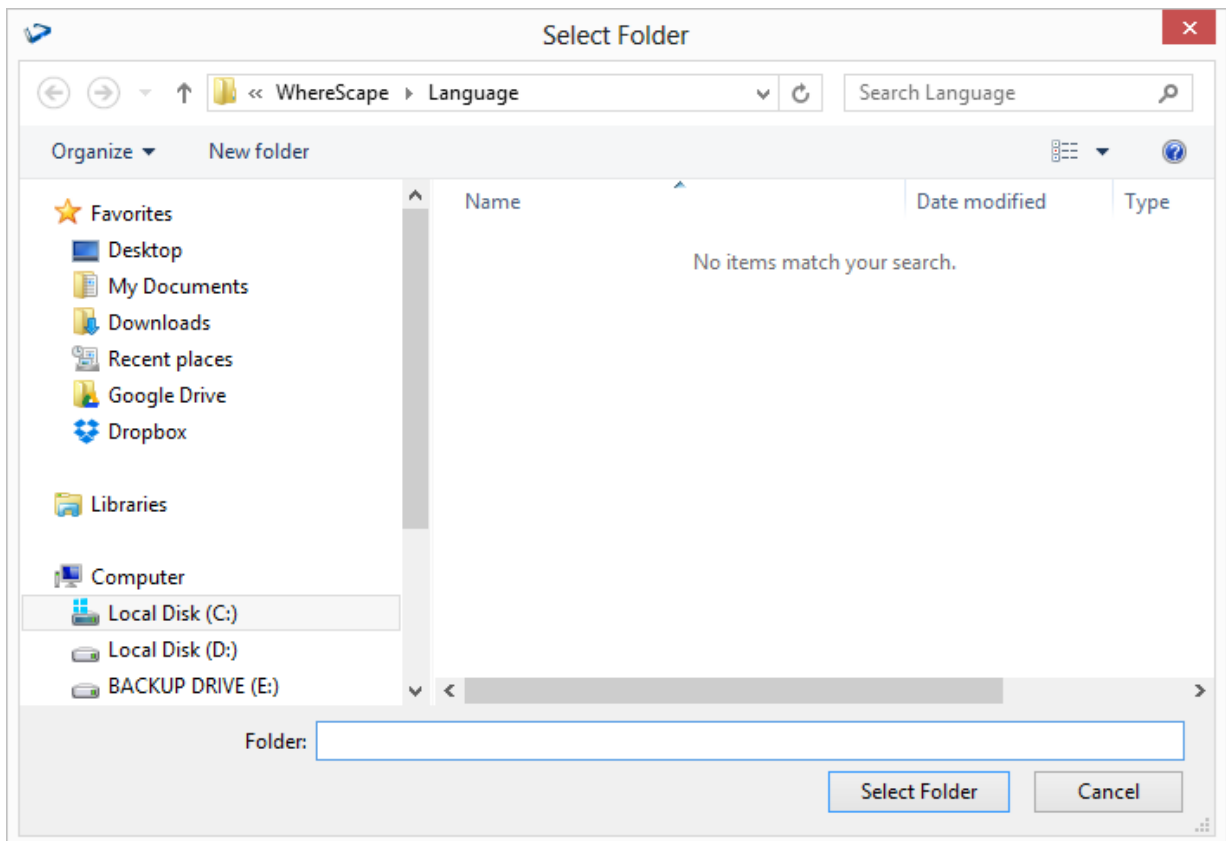 Select Folder
« WhereScape Language
Search Language
Organize New folder
Name Date modified Type
No items match your search.
Favorites
Desktop
My Documents
Downloads
Recent places
Google Drive
Dropbox
Libraries
Computer
Local Disk (C:)
Local Disk (D:)
BACKUP DRIVE (E:)
Folder:
Select Folder Cancel